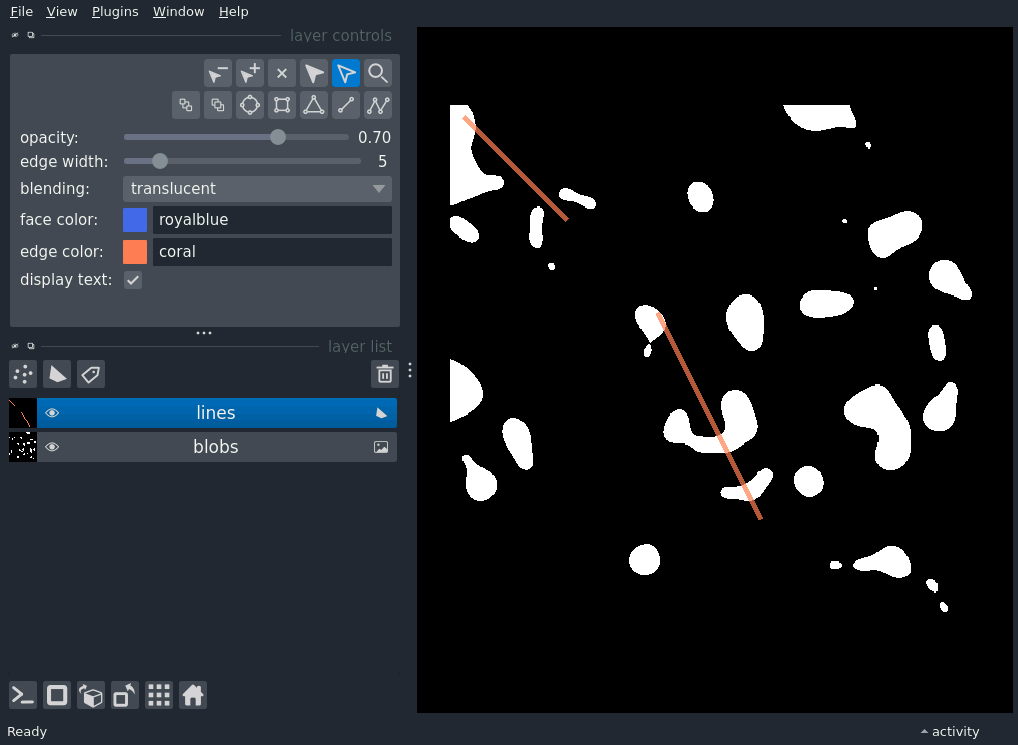 File View Plugins Window Help
layer controls
opacity: 0.70
edge width: 5
blending: translucent
face color: royalblue
edge color: coral
display text:
layer list
lines
blobs
Ready activity